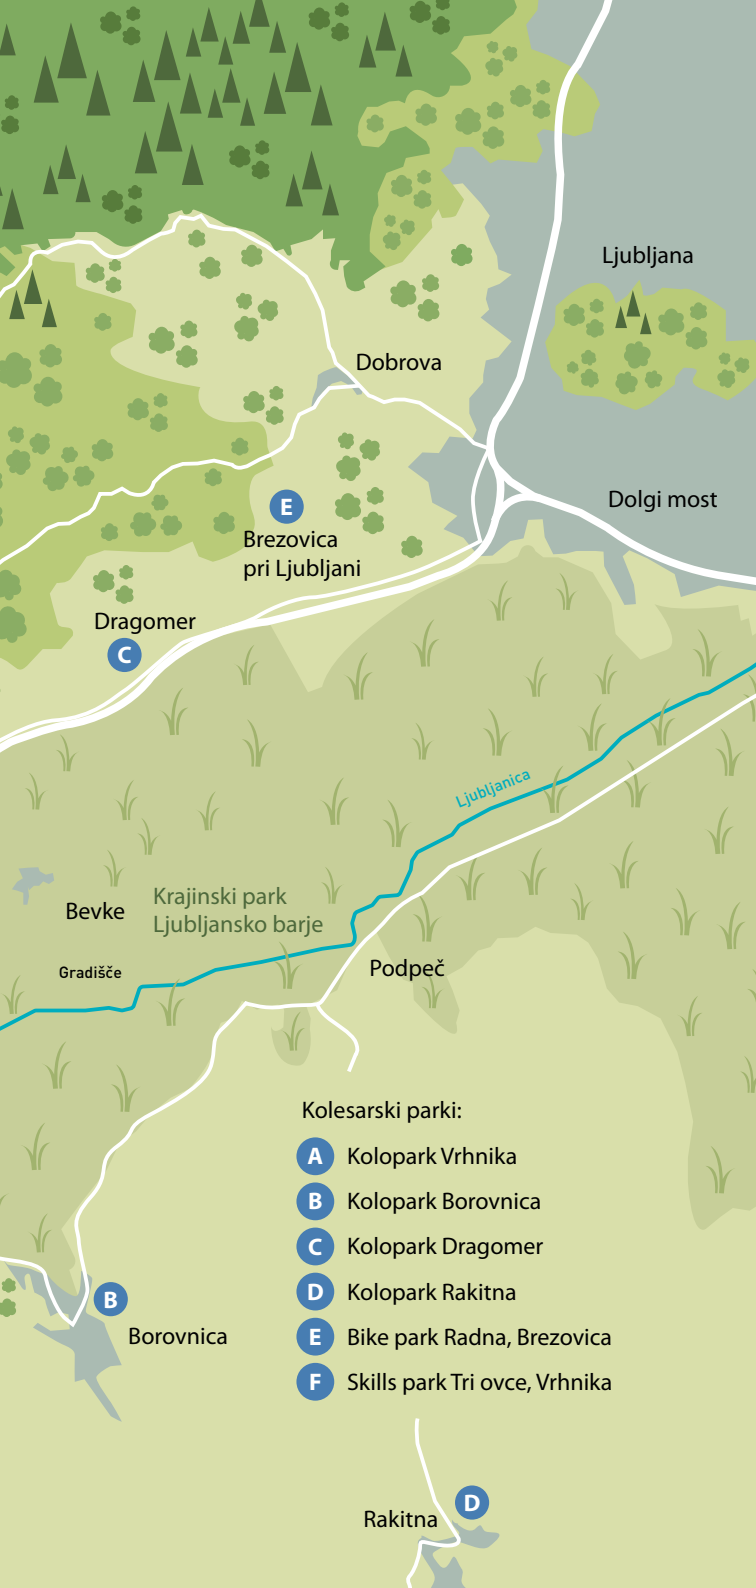 Ljubljana
Dobrova
Dolgi most
E
Brezovica
pri Ljubljani
Dragomer
C
Ljubljanica
Krajinski park
Ljubljansko barje
Bevke
Podpeč
Gradišče
Kolesarski parki:
A Kolopark Vrhnika
B Kolopark Borovnica
C Kolopark Dragomer
D Kolopark Rakitna
E Bike park Radna, Brezovica
F Skills park Tri ovce, Vrhnika
B
Borovnica
D
Rakitna